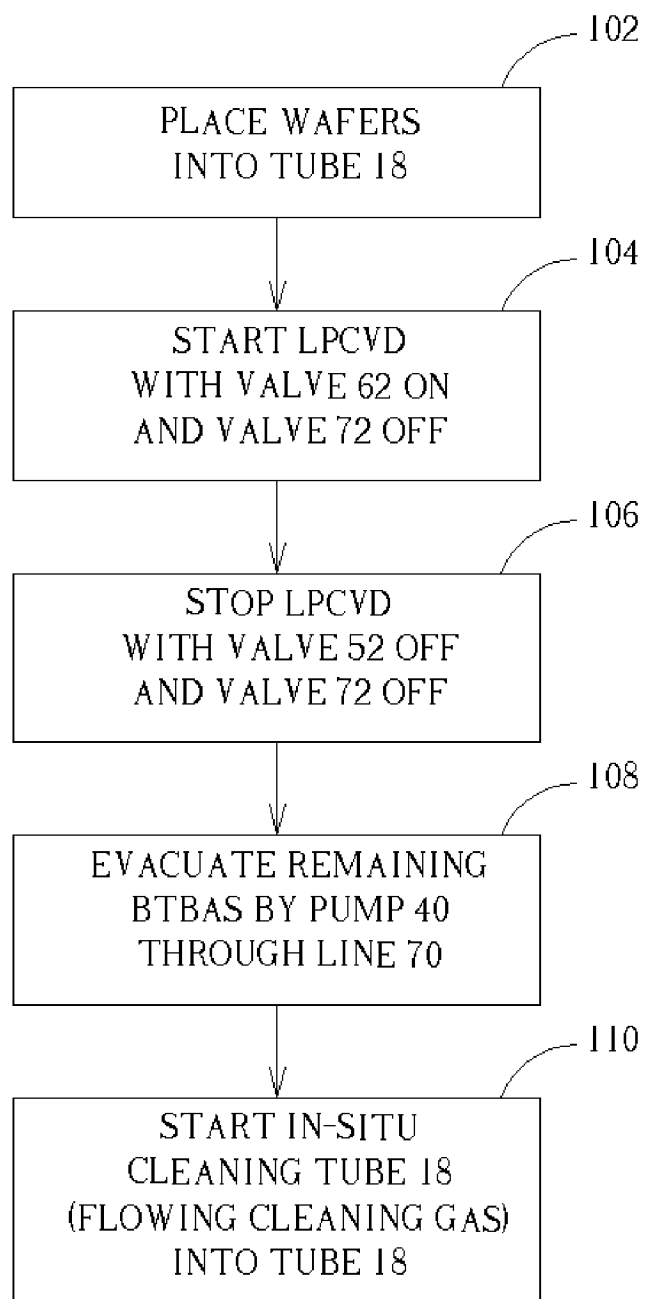 102
PLACE WAFERS
INTO TUBE 18
104
START LPCVD
WITH VALVE 62 ON
AND VALVE 72 OFF
106
STOP LPCVD
WITH VALVE 52 OFF
AND VALVE 72 OFF
108
EVACUATE REMAINING
BTBAS BY PUMP 40
THROUGH LINE 70
110
START IN-SITU
CLEANING TUBE 18
(FLOWING CLEANING GAS)
INTO TUBE 18